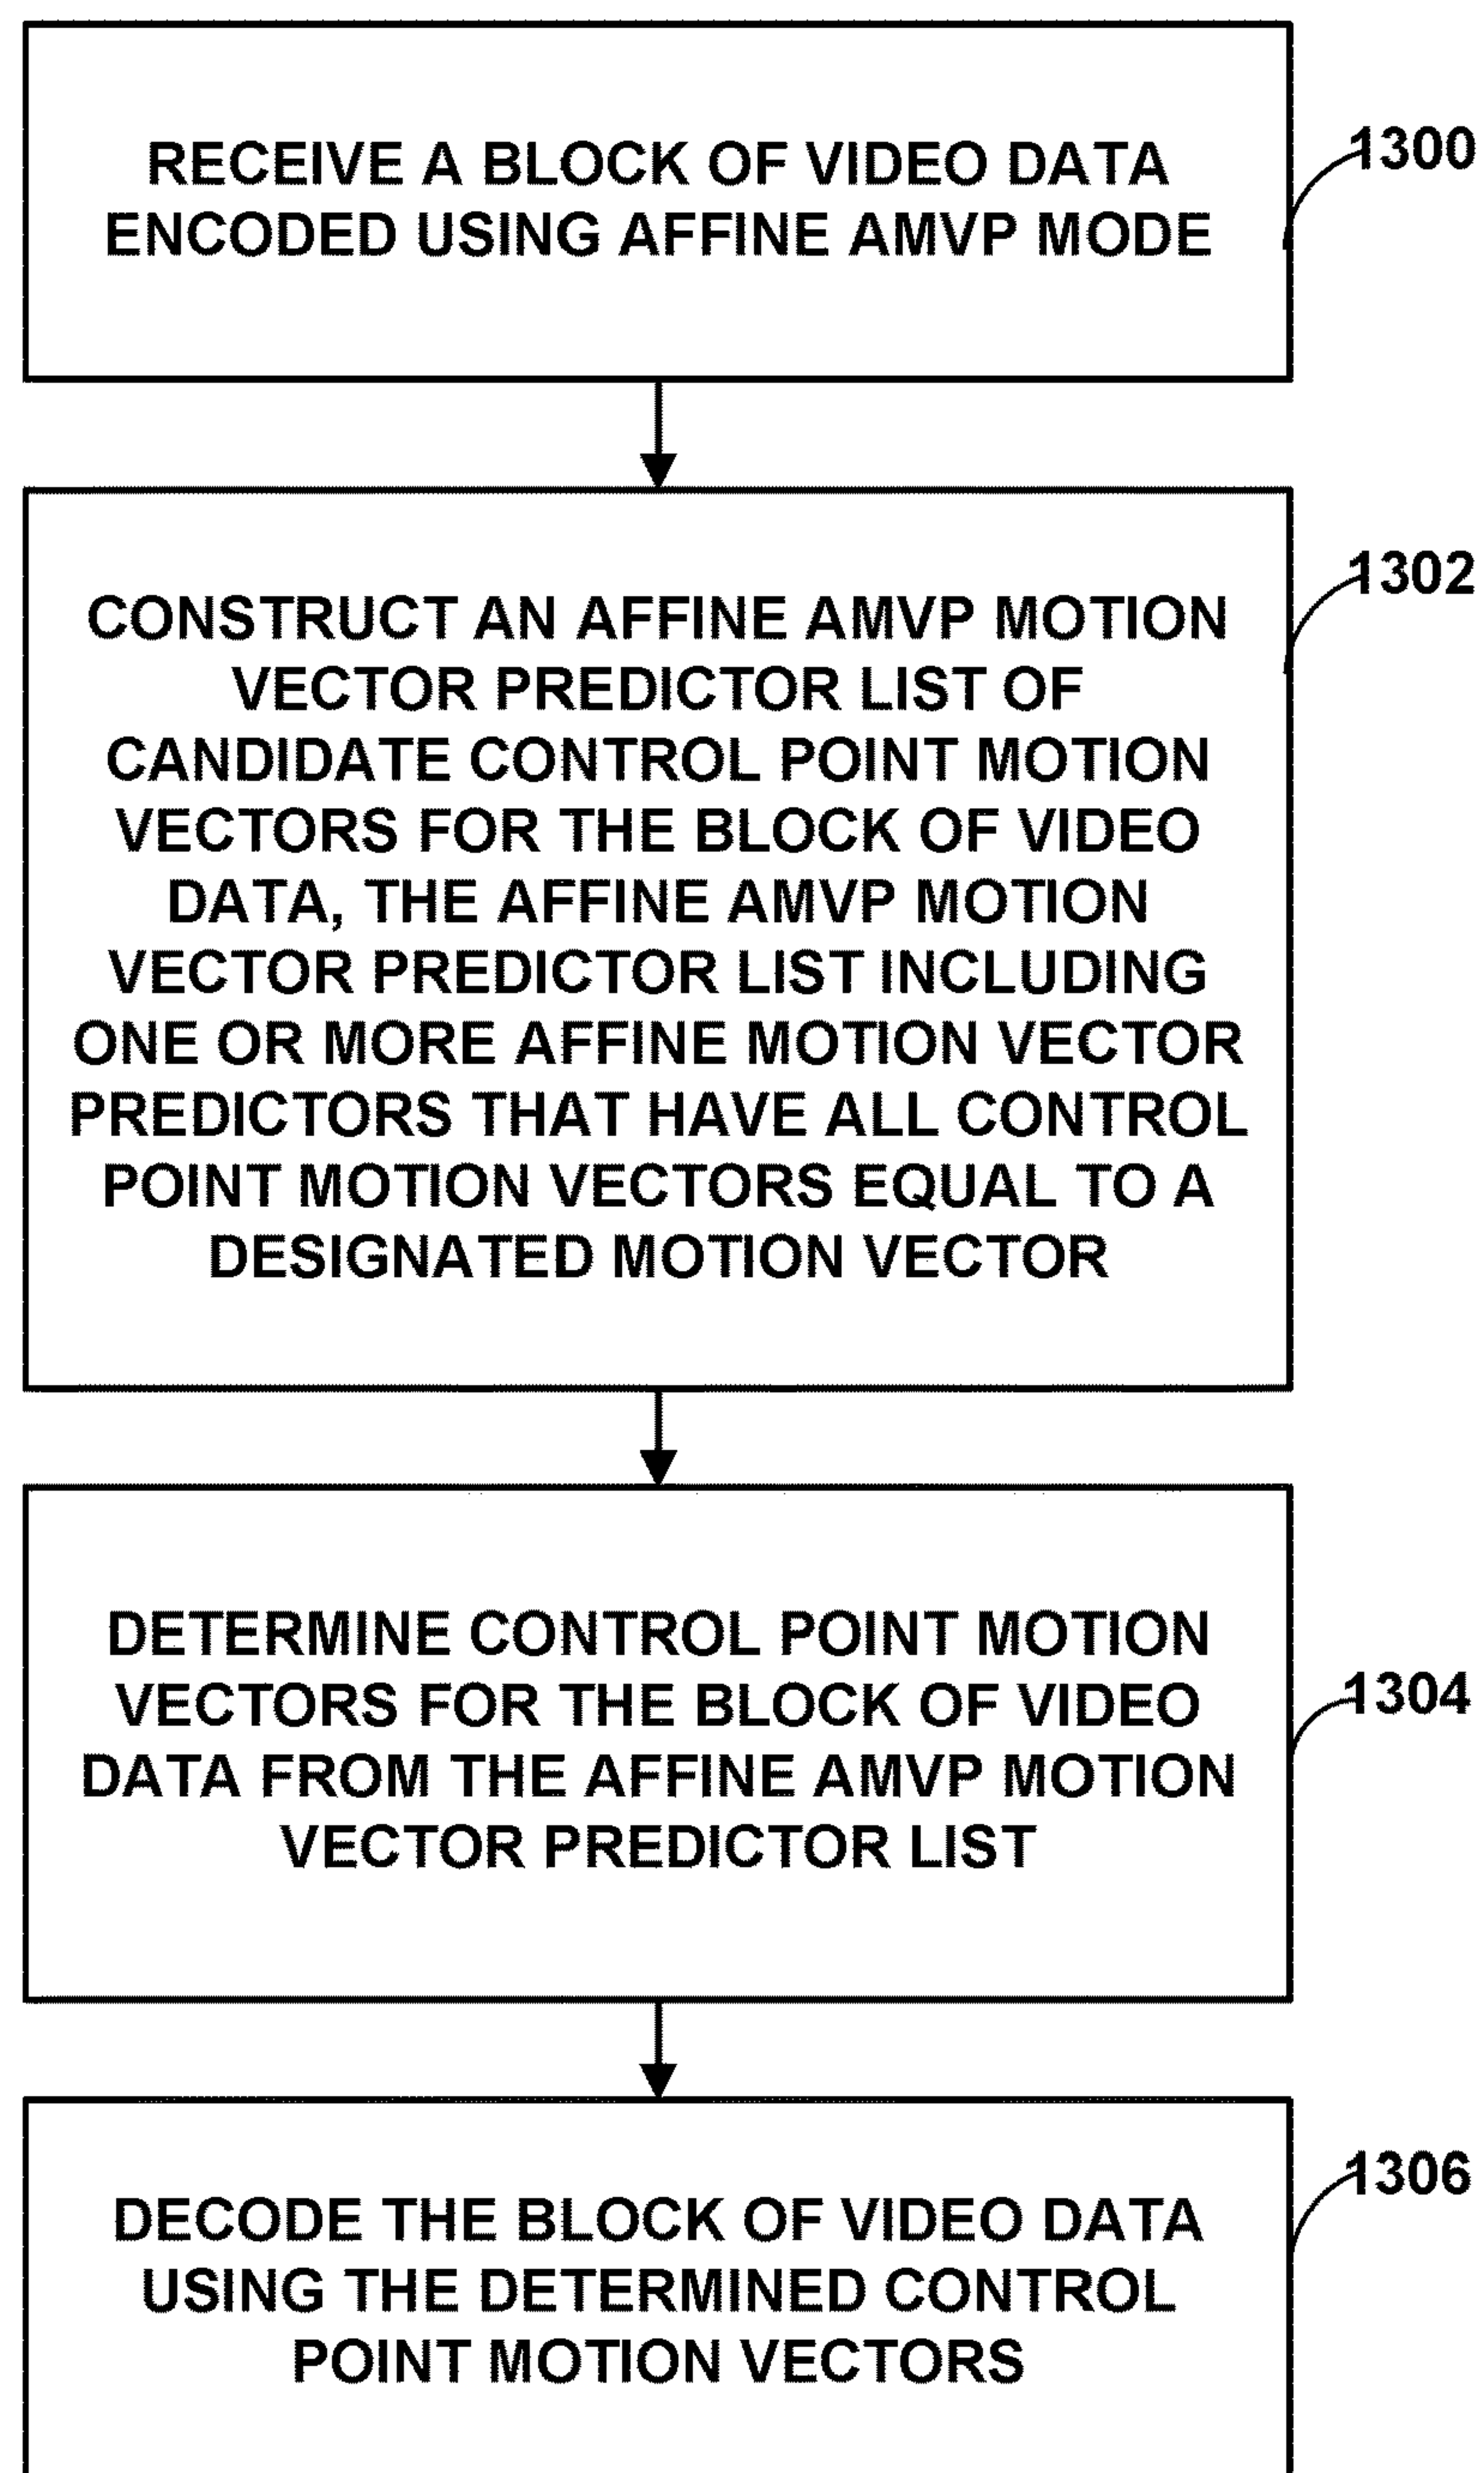 RECEIVE A BLOCK OF VIDEO DATA
ENCODED USING AFFINE AMVP MODE
1300
CONSTRUCT AN AFFINE AMVP MOTION
VECTOR PREDICTOR LIST OF
CANDIDATE CONTROL POINT MOTION
VECTORS FOR THE BLOCK OF VIDEO
DATA, THE AFFINE AMVP MOTION
VECTOR PREDICTOR LIST INCLUDING
ONE OR MORE AFFINE MOTION VECTOR
PREDICTORS THAT HAVE ALL CONTROL
POINT MOTION VECTORS EQUAL TO A
DESIGNATED MOTION VECTOR
1302
DETERMINE CONTROL POINT MOTION
VECTORS FOR THE BLOCK OF VIDEO
DATA FROM THE AFFINE AMVP MOTION
VECTOR PREDICTOR LIST
1304
DECODE THE BLOCK OF VIDEO DATA
USING THE DETERMINED CONTROL
POINT MOTION VECTORS
1306